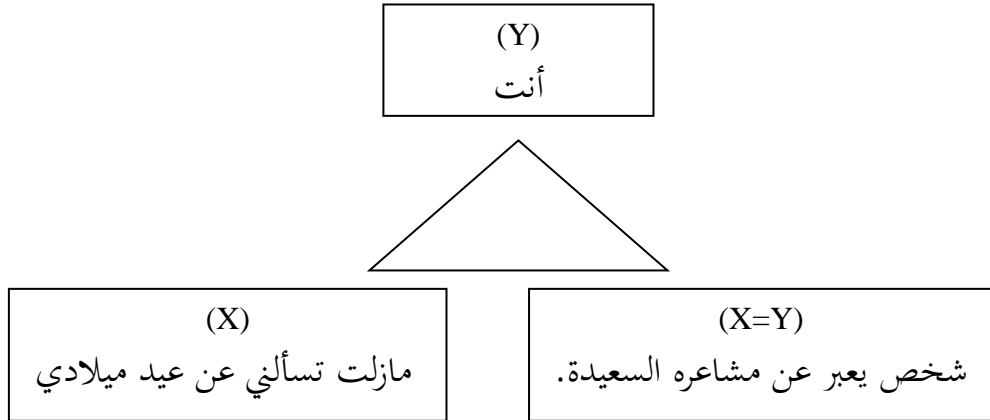 (Y)
أنت
(X)
مازلت تسألني عن عيد ميلادي
(X=Y)
شخص يعبر عن مشاعره السعيدة.